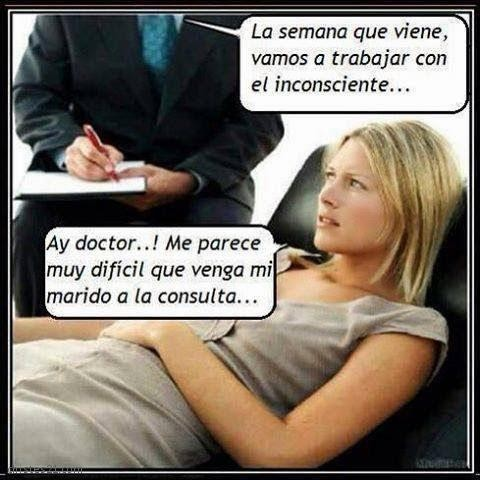 La semana que viene,
vamos a trabajar con
el inconsciente...
Ay doctor..! Me parece
muy difícil que venga mi
marido a la consulta...